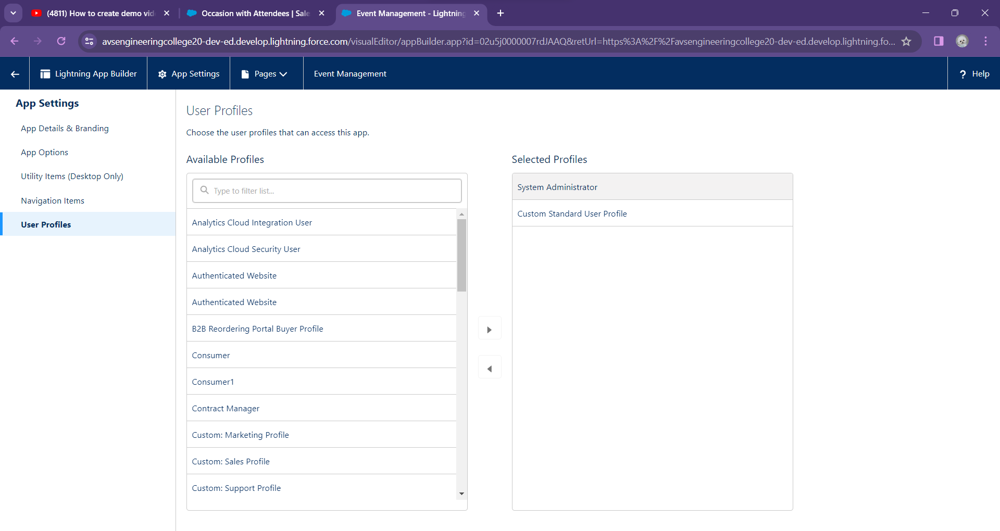 (4811) How to create demo vid
Occasion with Attendees | Sale
Event Management - Lightning
avsengineeringcollege20-dev-ed.develop.lightning.force.com/visualEditor/appBuilder.app?id=02u5j0000007rdJAAQ&retUrl=https%3A%2F%2Favsengineeringcollege20-dev-ed.develop.lightning.fo...
Lightning App Builder
App Settings
Pages
Event Management
? Help
App Settings
App Details & Branding
App Options
Utility Items (Desktop Only)
Navigation Items
User Profiles
User Profiles
Choose the user profiles that can access this app.
Available Profiles
Type to filter list...
Analytics Cloud Integration User
Analytics Cloud Security User
Authenticated Website
Authenticated Website
B2B Reordering Portal Buyer Profile
Consumer
Consumer1
Contract Manager
Custom: Marketing Profile
Custom: Sales Profile
Custom: Support Profile
Selected Profiles
System Administrator
Custom Standard User Profile